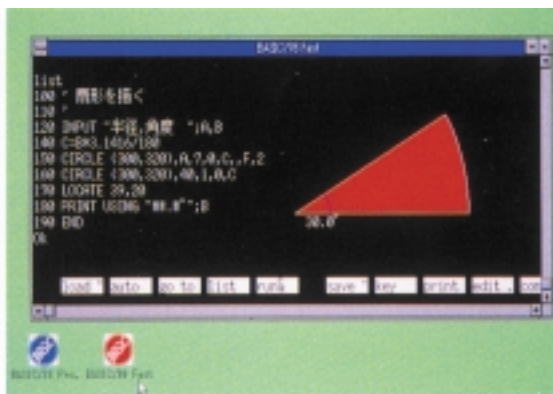 BASIC/98 Fast
list
100 ' 扇形を描く
110 '
120 INPUT "半径,角度 ";A,B
140 C=B*3.1416/180
150 CIRCLE (300,320),A,7,0,C,,F,2
160 CIRCLE (300,320),40,1,0,C
170 LOCATE 39,20
180 PRINT USING "##.#ﾟ";B
190 END
Ok
30.0ﾟ
load " auto go to list run save " key print edit . con
BASIC/98 Pro. BASIC/98 Fast